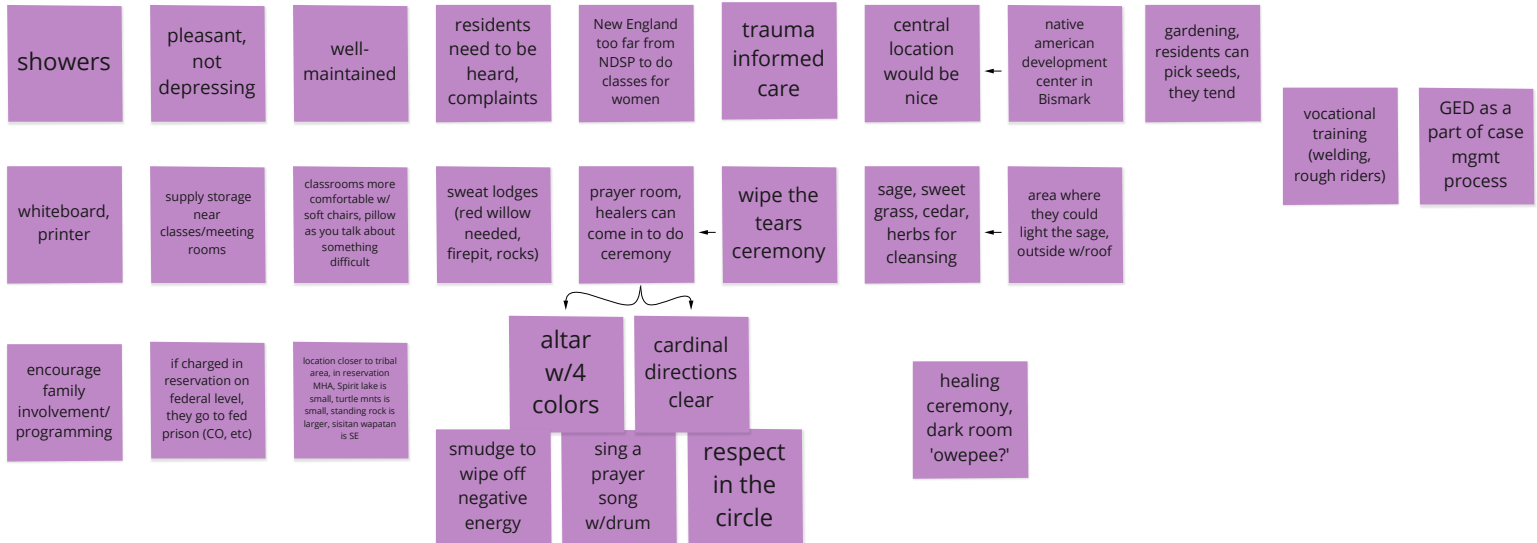 showers
pleasant,
not
depressing
well-
maintained
residents
need to be
heard,
complaints
New England
too far from
NDSP to do
classes for
women
trauma
informed
care
central
location
would be
nice
native
american
development
center in
Bismark
gardening,
residents can
pick seeds,
they tend
vocational
training
(welding,
rough riders)
GED as a
part of case
mgmt
process
whiteboard,
printer
supply storage
near
classes/meeting
rooms
classrooms more
comfortable w/
soft chairs, pillow
as you talk about
something
difficult
sweat lodges
(red willow
needed,
firepit, rocks)
prayer room,
healers can
come in to do
ceremony
wipe the
tears
ceremony
sage, sweet
grass, cedar,
herbs for
cleansing
area where
they could
light the sage,
outside w/roof
encourage
family
involvement/
programming
if charged in
reservation on
federal level,
they go to fed
prison (CO, etc)
location closer to tribal
area, in reservation
MHA, Spirit lake is
small, turtle mnts is
small, standing rock is
larger, sisitan wapatan
is SE
altar
w/4
colors
cardinal
directions
clear
smudge to
wipe off
negative
energy
sing a
prayer
song
w/drum
respect
in the
circle
healing
ceremony,
dark room
'owepee?'